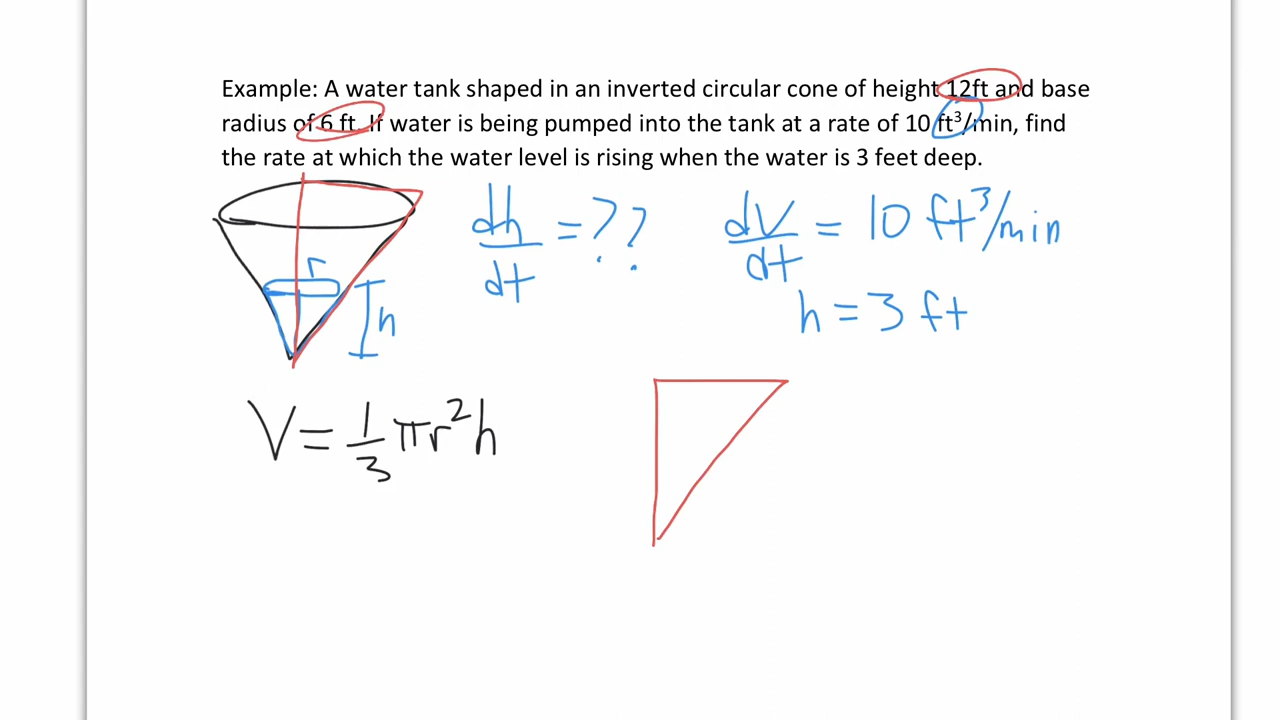 Example: A water tank shaped in an inverted circular cone of height 12ft and base
radius of 6 ft. If water is being pumped into the tank at a rate of 10 ft³/min, find
the rate at which the water level is rising when the water is 3 feet deep.
dh/dt = ??
dV/dt = 10 ft³/min
r
h
h = 3 ft
V = 1/3 πr²h